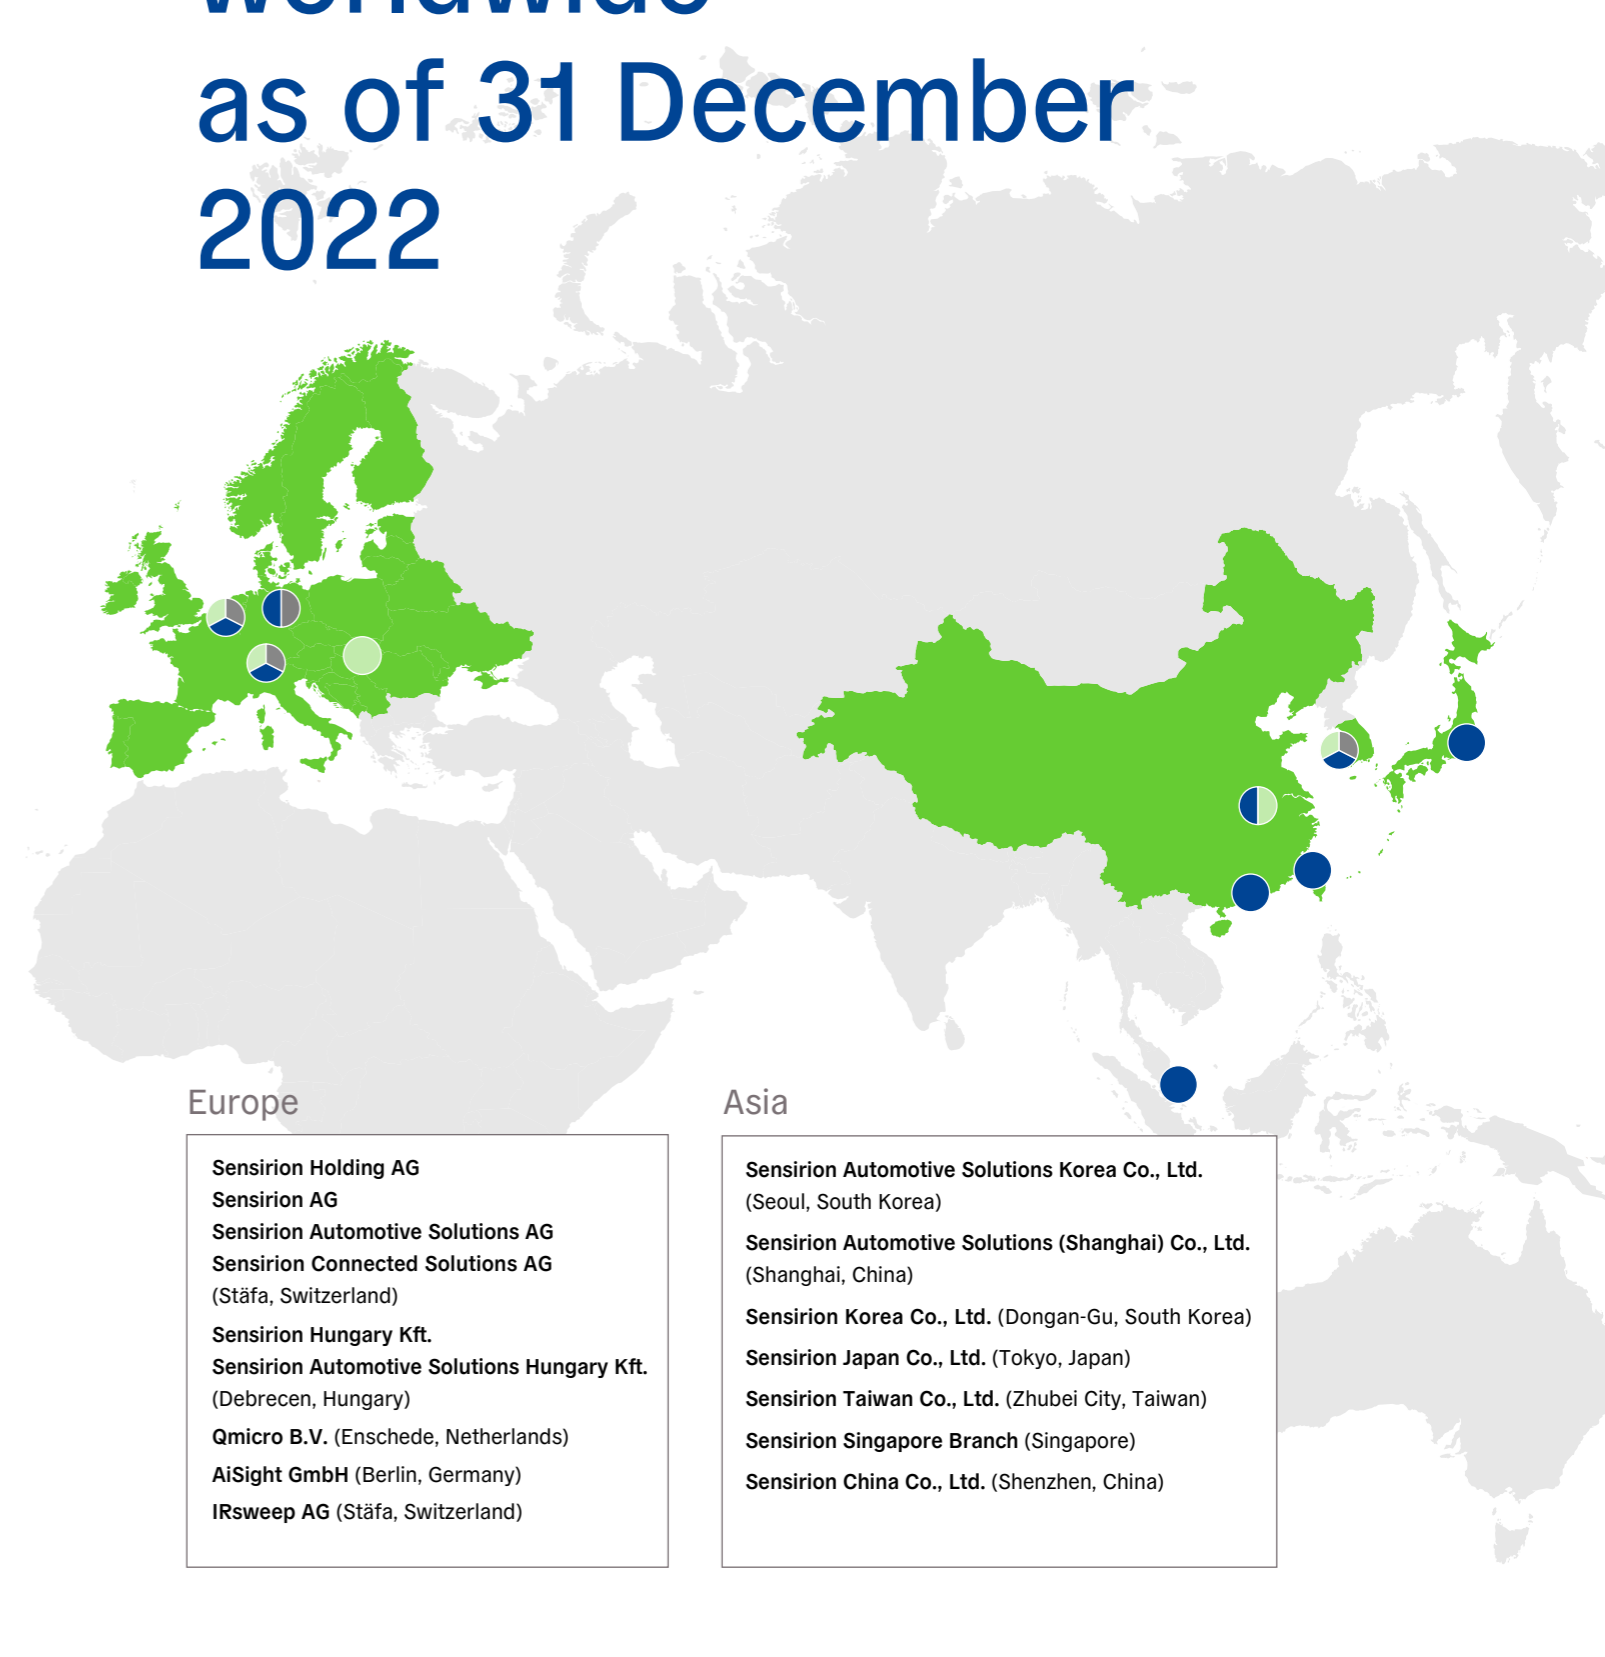 worldwide
as of 31 December
2022
Europe
Sensirion Holding AG
Sensirion AG
Sensirion Automotive Solutions AG
Sensirion Connected Solutions AG
(Stäfa, Switzerland)
Sensirion Hungary Kft.
Sensirion Automotive Solutions Hungary Kft.
(Debrecen, Hungary)
Qmicro B.V. (Enschede, Netherlands)
AiSight GmbH (Berlin, Germany)
IRsweep AG (Stäfa, Switzerland)
Asia
Sensirion Automotive Solutions Korea Co., Ltd.
(Seoul, South Korea)
Sensirion Automotive Solutions (Shanghai) Co., Ltd.
(Shanghai, China)
Sensirion Korea Co., Ltd. (Dongan-Gu, South Korea)
Sensirion Japan Co., Ltd. (Tokyo, Japan)
Sensirion Taiwan Co., Ltd. (Zhubei City, Taiwan)
Sensirion Singapore Branch (Singapore)
Sensirion China Co., Ltd. (Shenzhen, China)